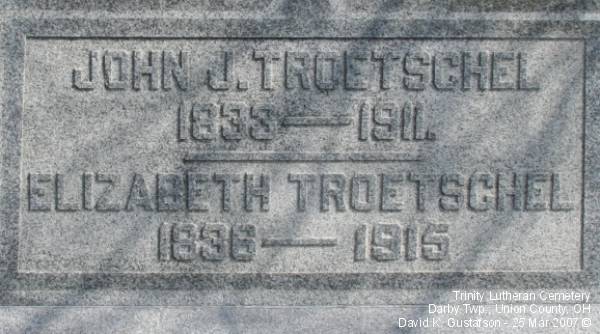 JOHN J. TROETSCHEL
1833 — 1911.
ELIZABETH TROETSCHEL
1836 — 1915
Trinity Lutheran Cemetery
Darby Twp., Union County, OH
David K. Gustafson - 25 Mar 2007 ©